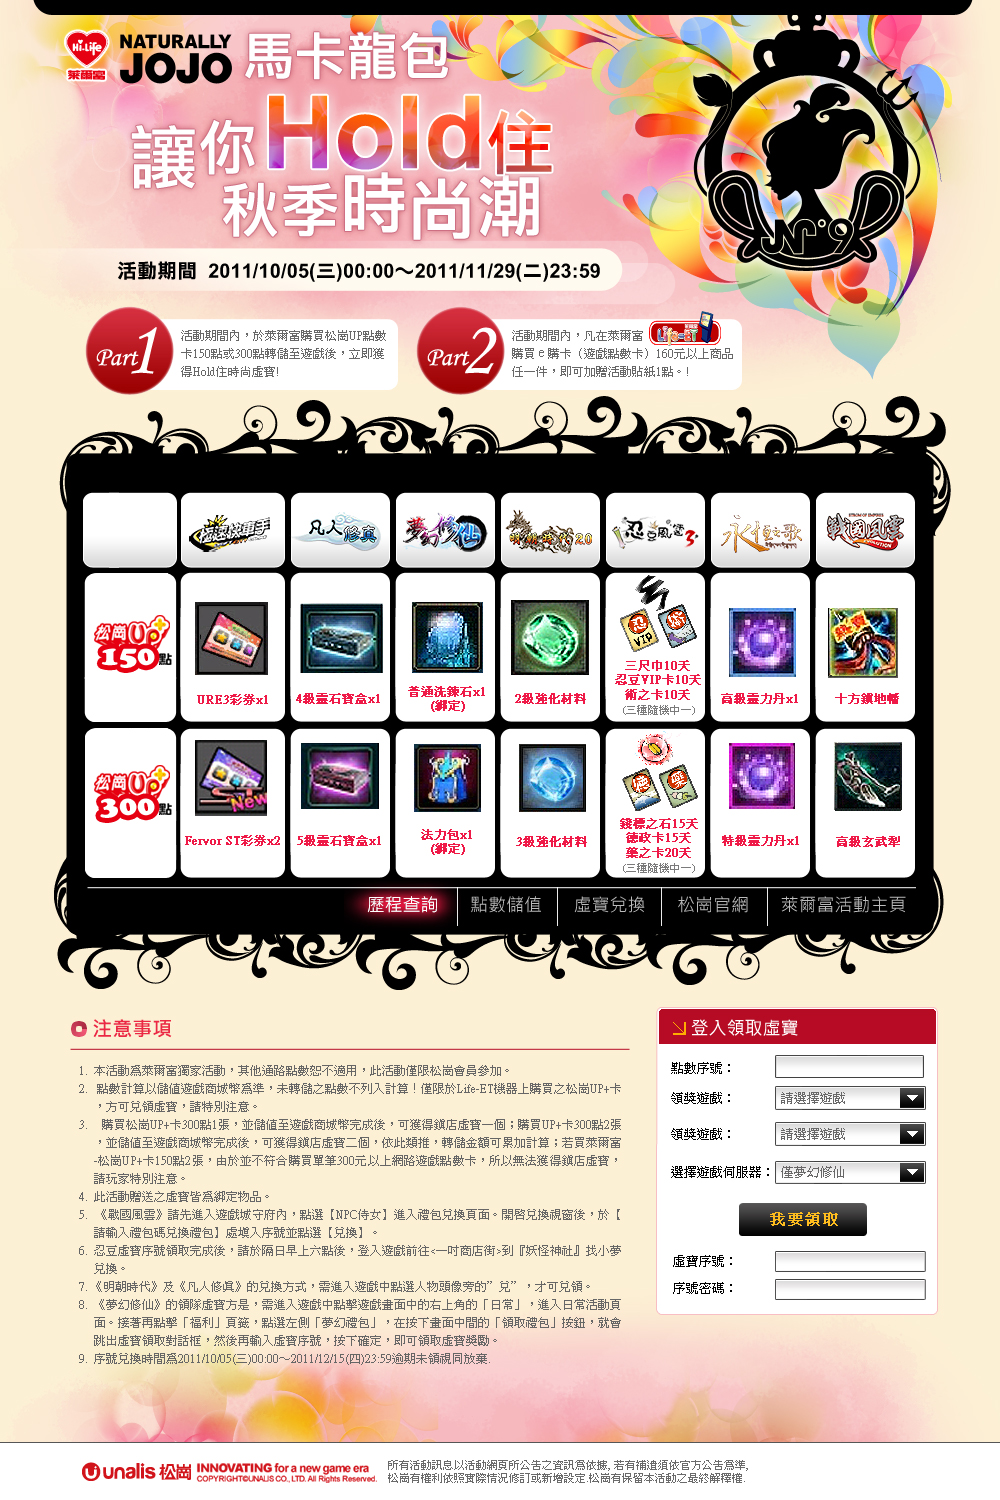 Hi-Life
萊爾富
NATURALLY
JOJO
馬卡龍包
讓你Hold住
秋季時尚潮
活動期間 2011/10/05(三)00:00～2011/11/29(二)23:59
Part 1
活動期間內，於萊爾富購買松崗UP點數
卡150點或300點轉儲至遊戲後，立即獲
得Hold住時尚虛寶!
Part 2
活動期間內，凡在萊爾富 Life-ET
購買ｅ購卡（遊戲點數卡）160元以上商品
任一件，即可加贈活動貼紙1點。!
N°9
極速快車手
凡人修真
夢幻修仙
明朝時代2.0
忍豆風雲3
永恆之歌
戰國風雲
松崗UP+
150點
URE3彩券x1
4級靈石寶盒x1
普通洗鍊石x1
(綁定)
2級強化材料
三尺巾10天
忍豆VIP卡10天
術之卡10天
(三種隨機中一)
高級靈力丹x1
十方鎮地幡
松崗UP+
300點
Fervor ST彩券x2
5級靈石寶盒x1
法力包x1
(綁定)
3級強化材料
錢標之石15天
德政卡15天
藥之卡20天
(三種隨機中一)
特級靈力丹x1
高級玄武犁
歷程查詢
點數儲值
虛寶兌換
松崗官網
萊爾富活動主頁
注意事項
1. 本活動為萊爾富獨家活動，其他通路點數恕不適用，此活動僅限松崗會員參加。
2. 點數計算以儲值遊戲商城幣為準，未轉儲之點數不列入計算！僅限於Life-ET機器上購買之松崗UP+卡
，方可兌領虛寶，請特別注意。
3. 購買松崗UP+卡300點1張，並儲值至遊戲商城幣完成後，可獲得鎮店虛寶一個；購買UP+卡300點2張
，並儲值至遊戲商城幣完成後，可獲得鎮店虛寶二個，依此類推，轉儲金額可累加計算；若買萊爾富
-松崗UP+卡150點2張，由於並不符合購買單筆300元以上網路遊戲點數卡，所以無法獲得鎮店虛寶，
請玩家特別注意。
4. 此活動贈送之虛寶皆為綁定物品。
5. 《戰國風雲》請先進入遊戲城守府內，點選【NPC侍女】進入禮包兌換頁面。開啓兌換視窗後，於【
請輸入禮包碼兌換禮包】處填入序號並點選【兌換】。
6. 忍豆虛寶序號領取完成後，請於隔日早上六點後，登入遊戲前往<一吋商店街>到『妖怪神社』找小夢
兌換。
7. 《明朝時代》及《凡人修真》的兌換方式，需進入遊戲中點選人物頭像旁的”兌”，才可兌領。
8. 《夢幻修仙》的領隊虛寶方是，需進入遊戲中點擊遊戲畫面中的右上角的「日常」，進入日常活動頁
面。接著再點擊「福利」頁籤，點選左側「夢幻禮包」，在按下畫面中間的「領取禮包」按鈕，就會
跳出虛寶領取對話框，然後再輸入虛寶序號，按下確定，即可領取虛寶獎勵。
9. 序號兌換時間為2011/10/05(三)00:00～2011/12/15(四)23:59逾期未領視同放棄.
登入領取虛寶
點數序號：
領獎遊戲： 請選擇遊戲
領獎遊戲： 請選擇遊戲
選擇遊戲伺服器： 僅夢幻修仙
我要領取
虛寶序號：
序號密碼：
unalis 松崗
INNOVATING for a new game era
COPYRIGHT©UNALIS CO., LTD. All Rights Reserved.
所有活動訊息以活動網頁所公告之資訊為依據, 若有補遺須依官方公告為準,
松崗有權利依照實際情況修訂或新增設定.松崗有保留本活動之最終解釋權.